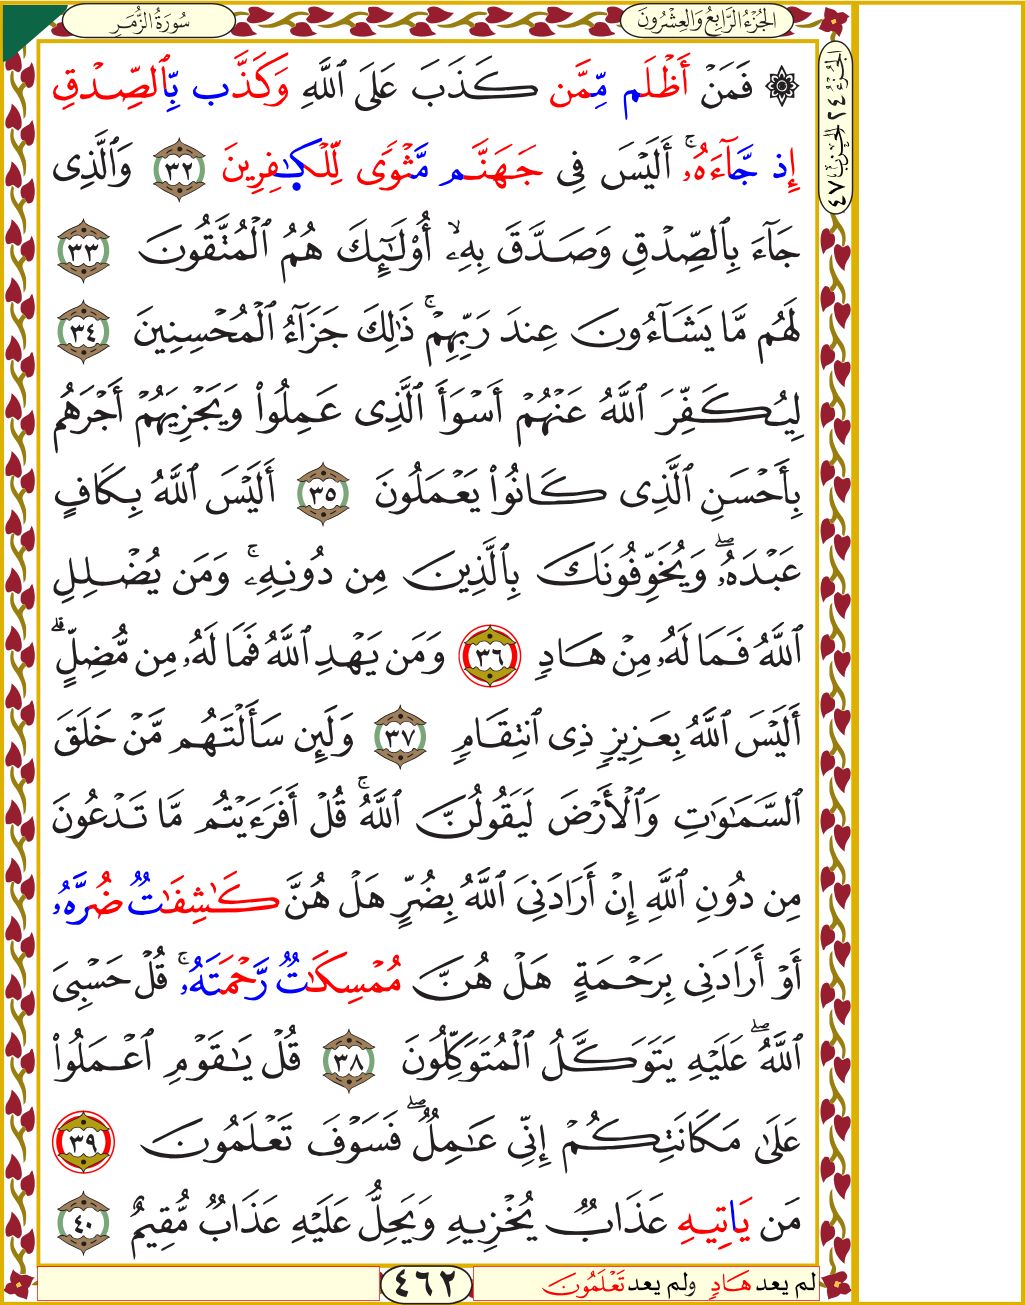 سُورَةُ الزُّمَرِ
الجُزْءُ الرَّابِعُ وَالعِشْرُونَ
الجزء ٢٤ الحزب ٤٧
۞ فَمَنۡ أَظۡلَم مِّمَّن كَذَبَ عَلَى ٱللَّهِ وَكَذَّب بِّٱلصِّدۡقِ
إِذ جَّآءَهُۥٓۚ أَلَيۡسَ فِي جَهَنَّم مَّثۡوٗى لِّلۡكَٰفِرِينَ ٣٢ وَٱلَّذِي
جَآءَ بِٱلصِّدۡقِ وَصَدَّقَ بِهِۦٓۙ أُوْلَٰٓئِكَ هُمُ ٱلۡمُتَّقُونَ ٣٣
لَهُم مَّا يَشَآءُونَ عِندَ رَبِّهِمۡۚ ذَٰلِكَ جَزَآءُ ٱلۡمُحۡسِنِينَ ٣٤
لِيُكَفِّرَ ٱللَّهُ عَنۡهُمۡ أَسۡوَأَ ٱلَّذِي عَمِلُواْ وَيَجۡزِيَهُمۡ أَجۡرَهُم
بِأَحۡسَنِ ٱلَّذِي كَانُواْ يَعۡمَلُونَ ٣٥ أَلَيۡسَ ٱللَّهُ بِكَافٍ
عَبۡدَهُۥۖ وَيُخَوِّفُونَكَ بِٱلَّذِينَ مِن دُونِهِۦۚ وَمَن يُضۡلِلِ
ٱللَّهُ فَمَا لَهُۥ مِنۡ هَادٖ ٣٦ وَمَن يَهۡدِ ٱللَّهُ فَمَا لَهُۥ مِن مُّضِلٍّۗ
أَلَيۡسَ ٱللَّهُ بِعَزِيزٖ ذِي ٱنتِقَامٖ ٣٧ وَلَئِن سَأَلۡتَهُم مَّنۡ خَلَقَ
ٱلسَّمَٰوَٰتِ وَٱلۡأَرۡضَ لَيَقُولُنَّ ٱللَّهُۚ قُلۡ أَفَرَءَيۡتُم مَّا تَدۡعُونَ
مِن دُونِ ٱللَّهِ إِنۡ أَرَادَنِيَ ٱللَّهُ بِضُرٍّ هَلۡ هُنَّ كَٰشِفَٰتٌ ضُرَّهُۥ
أَوۡ أَرَادَنِي بِرَحۡمَةٍ هَلۡ هُنَّ مُمۡسِكَٰتٌ رَّحۡمَتَهُۥۚ قُلۡ حَسۡبِيَ
ٱللَّهُۖ عَلَيۡهِ يَتَوَكَّلُ ٱلۡمُتَوَكِّلُونَ ٣٨ قُلۡ يَٰقَوۡمِ ٱعۡمَلُواْ
عَلَىٰ مَكَانَتِكُمۡ إِنِّي عَٰمِلٌۖ فَسَوۡفَ تَعۡلَمُونَ ٣٩
مَن يَاتِيهِ عَذَابٌ يُخۡزِيهِ وَيَحِلُّ عَلَيۡهِ عَذَابٌ مُّقِيمٌ ٤٠
لم يعد هَادٖ ولم يعد تَعۡلَمُونَ
٤٦٢